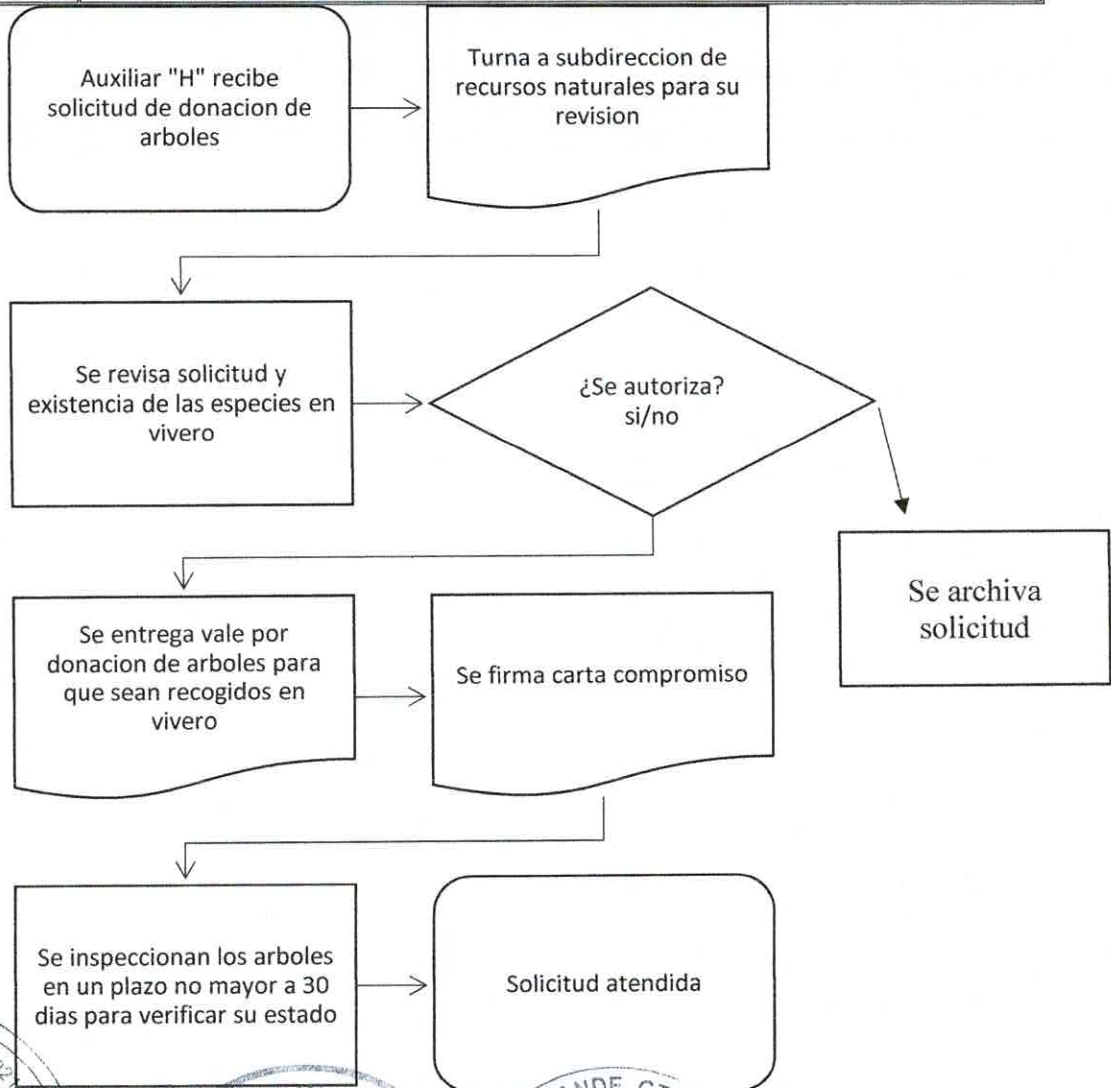 Auxiliar "H" recibe
solicitud de donacion de
arboles
Turna a subdireccion de
recursos naturales para su
revision
Se revisa solicitud y
existencia de las especies en
vivero
¿Se autoriza?
si/no
Se archiva
solicitud
Se entrega vale por
donacion de arboles para
que sean recogidos en
vivero
Se firma carta compromiso
Se inspeccionan los arboles
en un plazo no mayor a 30
dias para verificar su estado
Solicitud atendida